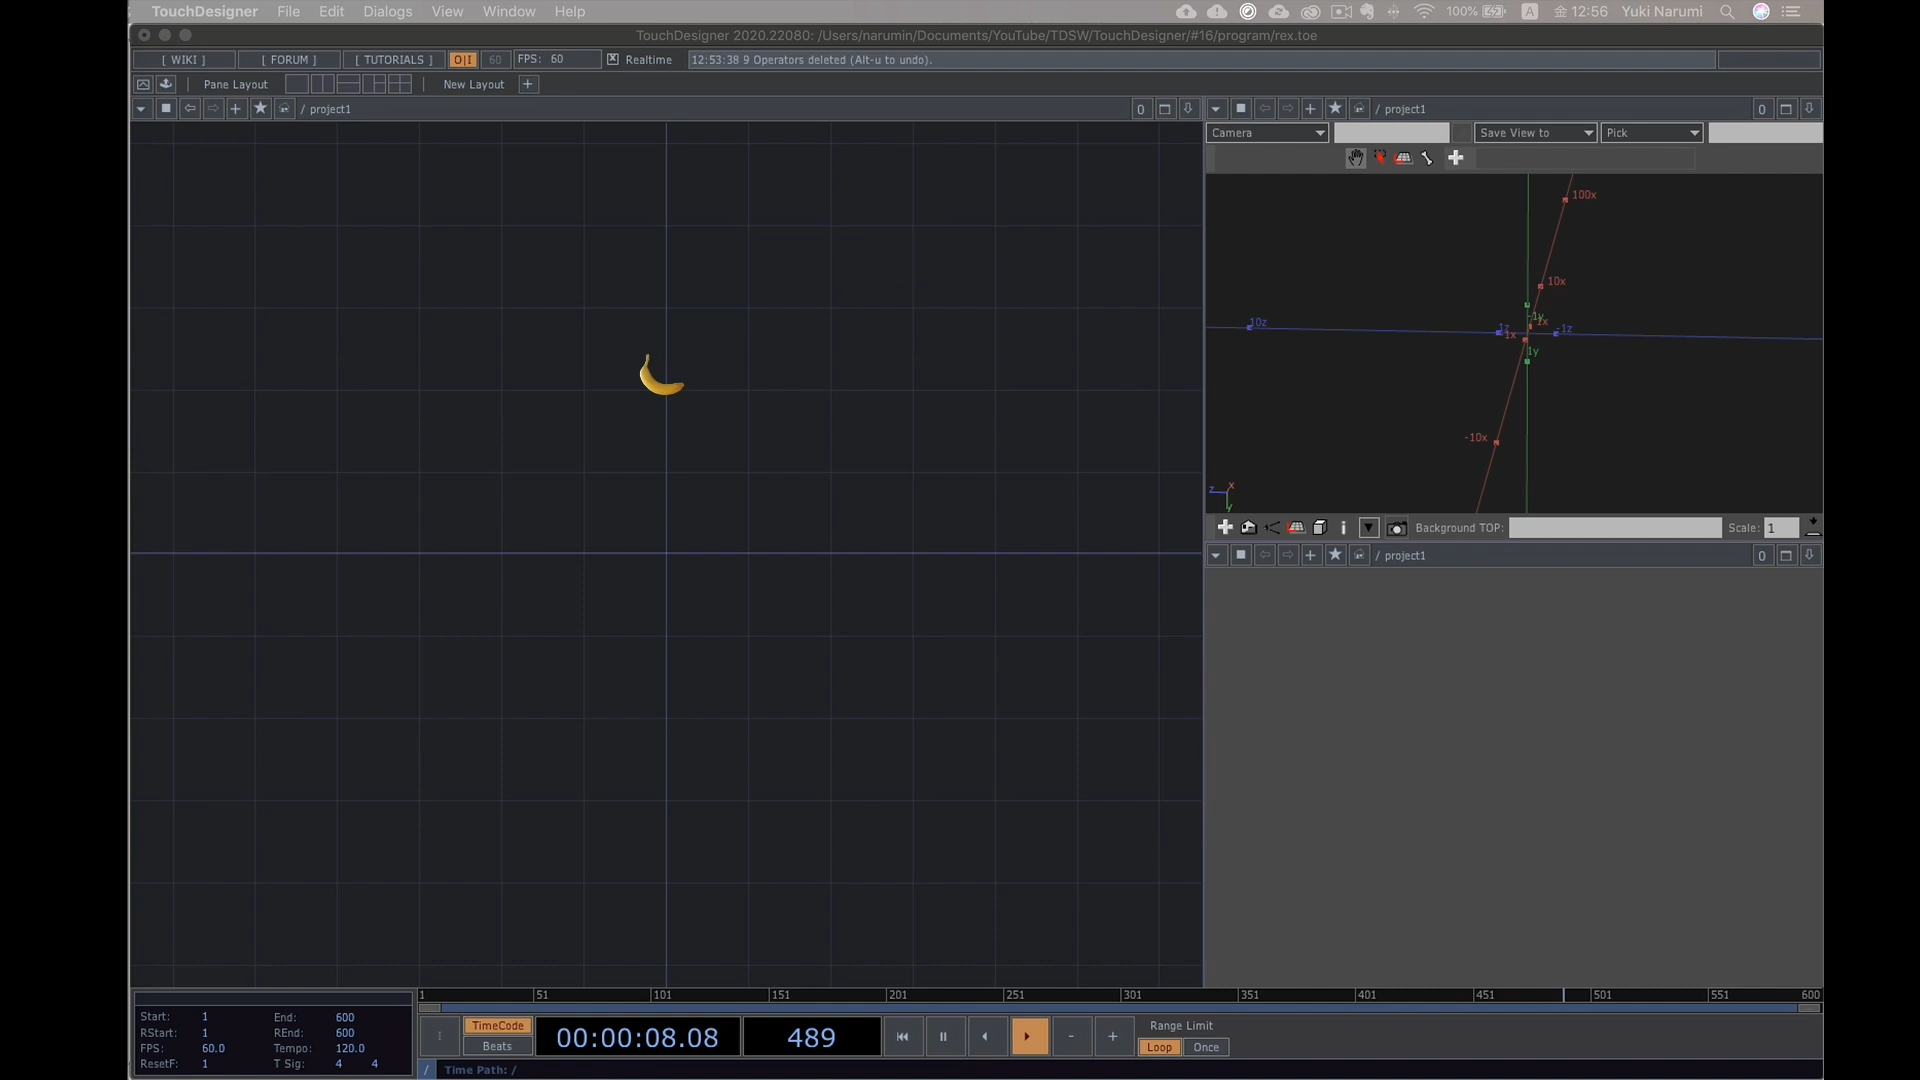 TouchDesigner File Edit Dialogs View Window Help 100% A 金 12:56 Yuki Narumi
TouchDesigner 2020.22080: /Users/narumin/Documents/YouTube/TDSW/TouchDesigner/#16/program/rex.toe
[ WIKI ] [ FORUM ] [ TUTORIALS ] O|I 60 FPS: 60 Realtime 12:53:38 9 Operators deleted (Alt-u to undo).
Pane Layout New Layout +
/ project1 0
/ project1 0
Camera Save View to Pick
100x
10x
10z
1z
-1y
1x
-1z
1x
1y
-10x
z x
y
Background TOP: Scale: 1
/ project1 0
1 51 101 151 201 251 301 351 401 451 501 551 600
Start: 1 End: 600
RStart: 1 REnd: 600
FPS: 60.0 Tempo: 120.0
ResetF: 1 T Sig: 4 4
TimeCode
Beats
00:00:08.08 489
- +
Range Limit
Loop Once
/ Time Path: /